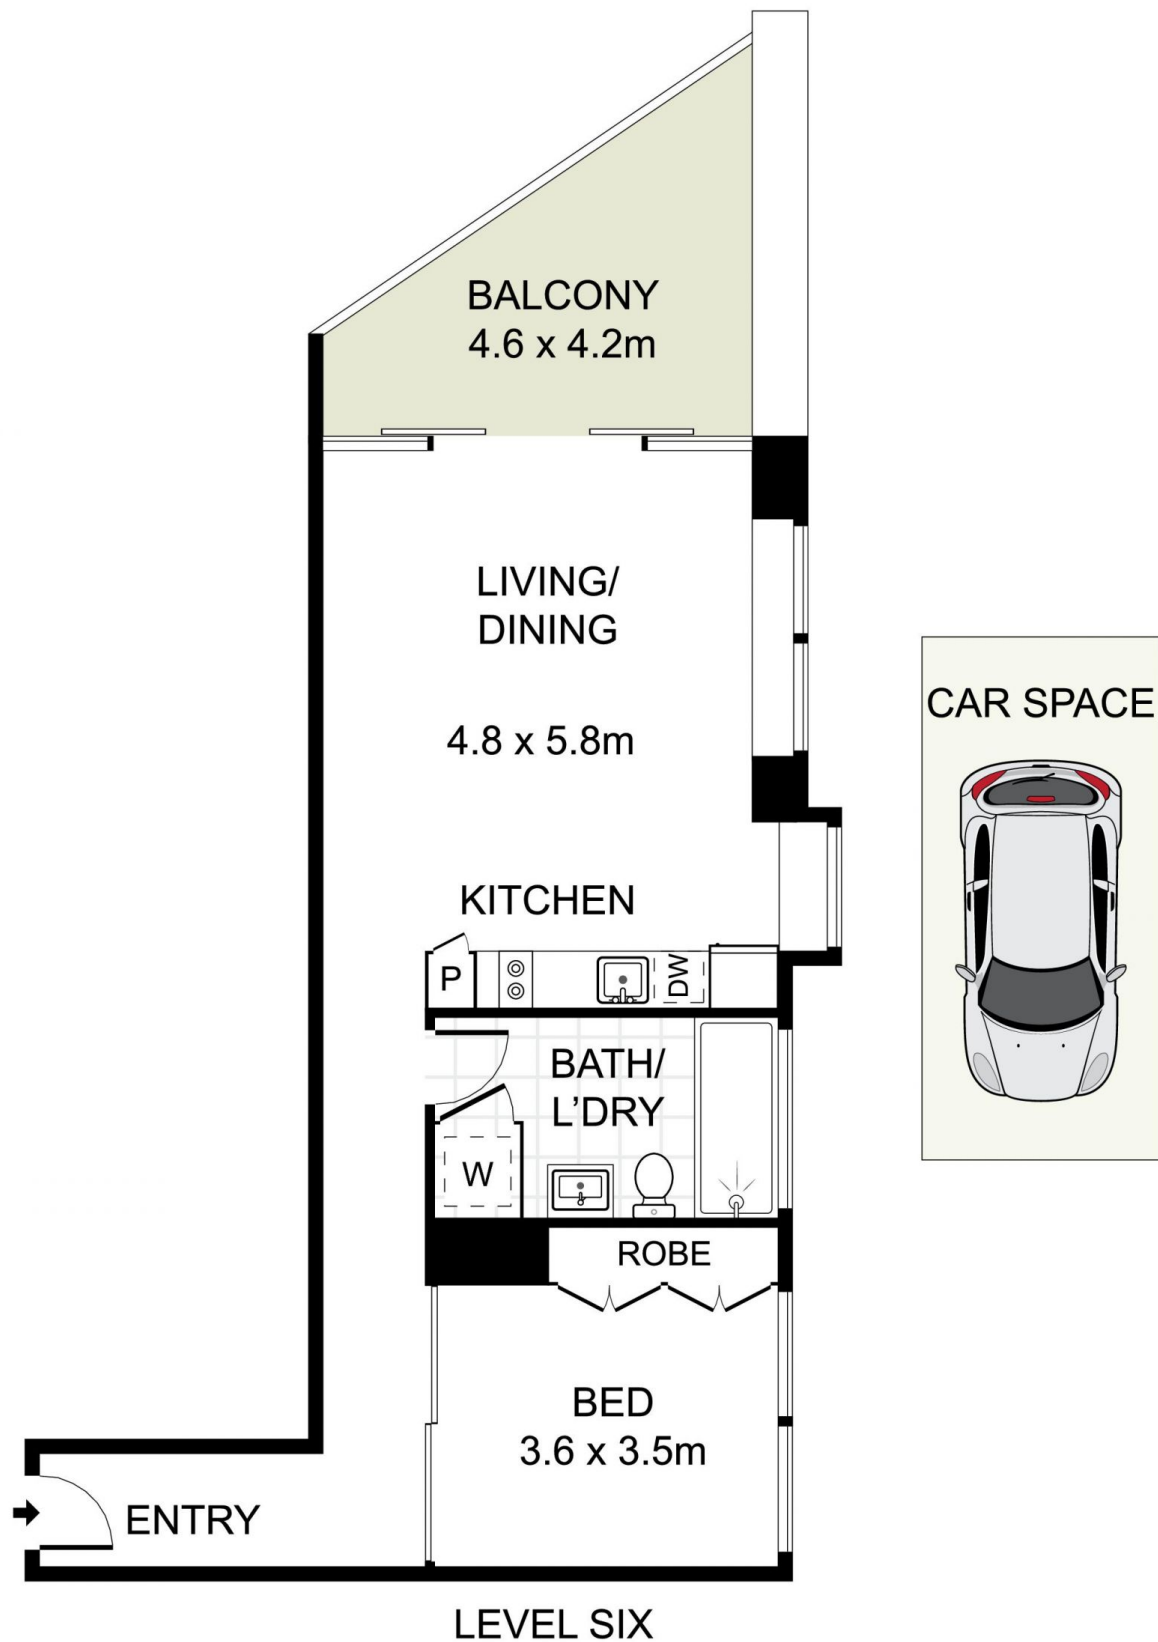 BALCONY
4.6 x 4.2m
LIVING/
DINING
4.8 x 5.8m
CAR SPACE
KITCHEN
P
DW
BATH/
L'DRY
W
ROBE
BED
3.6 x 3.5m
ENTRY
LEVEL SIX